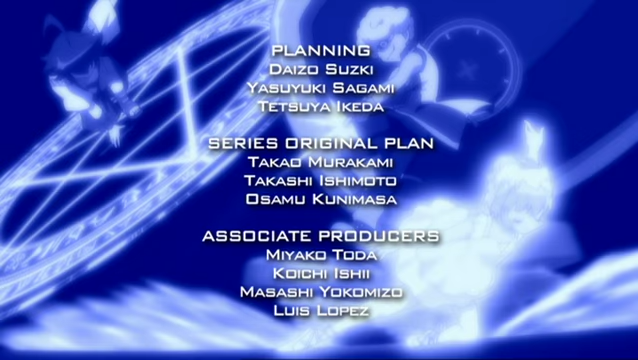 PLANNING
DAIZO SUZKI
YASUYUKI SAGAMI
TETSUYA IKEDA
SERIES ORIGINAL PLAN
TAKAO MURAKAMI
TAKASHI ISHIMOTO
OSAMU KUNIMASA
ASSOCIATE PRODUCERS
MIYAKO TODA
KOICHI ISHII
MASASHI YOKOMIZO
LUIS LOPEZ